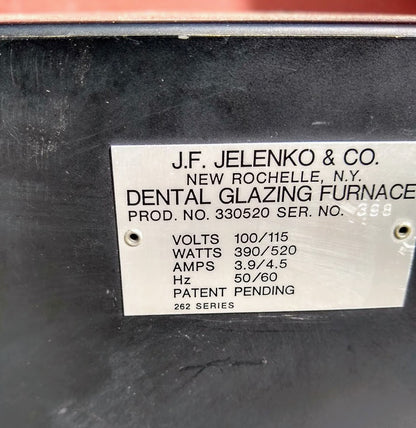 J.F. JELENKO & CO.
NEW ROCHELLE, N.Y.
DENTAL GLAZING FURNACE
PROD. NO. 330520 SER. NO.
VOLTS 100/115
WATTS 390/520
AMPS 3.9/4.5
Hz 50/60
PATENT PENDING
262 SERIES